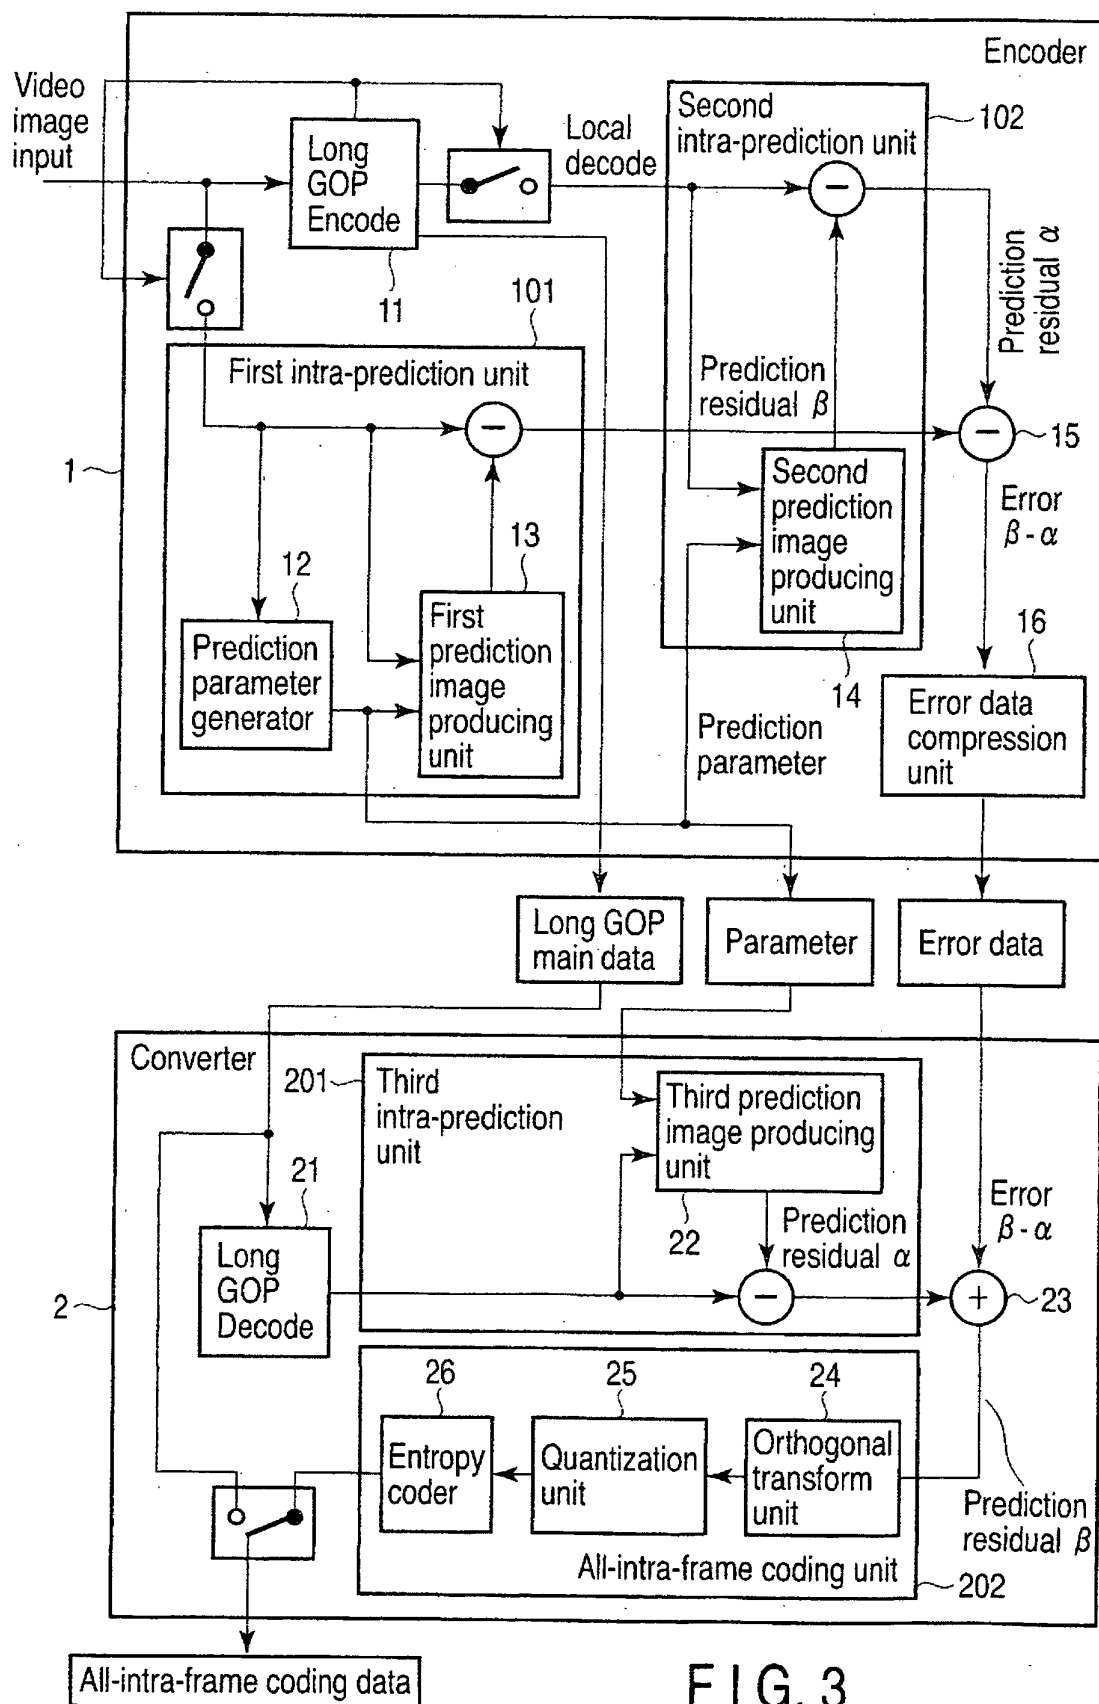 Encoder
Video
image
input
Long
GOP
Encode
11
Local
decode
Second
intra-prediction unit
102
−
Prediction
residual α
101
First intra-prediction unit
−
Prediction
residual β
−
15
1
Second
prediction
image
producing
unit
14
Error
β-α
12
Prediction
parameter
generator
13
First
prediction
image
producing
unit
Prediction
parameter
16
Error data
compression
unit
Long GOP
main data
Parameter
Error data
Converter
201
Third
intra-prediction
unit
Third prediction
image producing
unit
22
21
Long
GOP
Decode
Prediction
residual α
−
Error
β-α
+
23
2
26
Entropy
coder
25
Quantization
unit
24
Orthogonal
transform
unit
Prediction
residual β
All-intra-frame coding unit
202
All-intra-frame coding data
FIG. 3